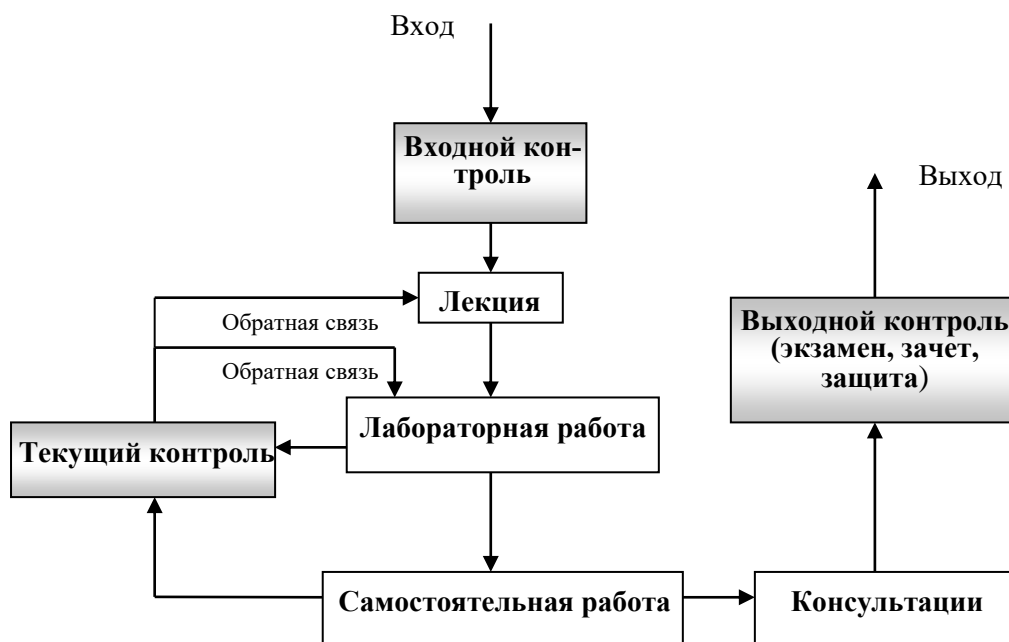 Вход
Входной кон-
троль
Выход
Лекция
Обратная связь
Выходной контроль
(экзамен, зачет,
защита)
Обратная связь
Лабораторная работа
Текущий контроль
Самостоятельная работа
Консультации